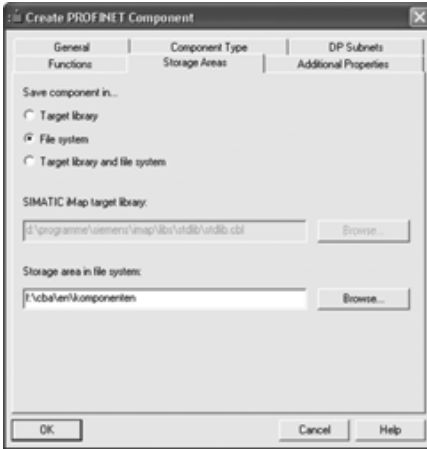 Create PROFINET Component
General Component Type DP Subnets
Functions Storage Areas Additional Properties
Save component in...
Target library
File system
Target library and file system
SIMATIC iMap target library:
d:\programme\siemens\imap\libs\stdlib\stdlib.cbl Browse...
Storage area in file system:
t:\cba\en\komponenten Browse...
OK Cancel Help